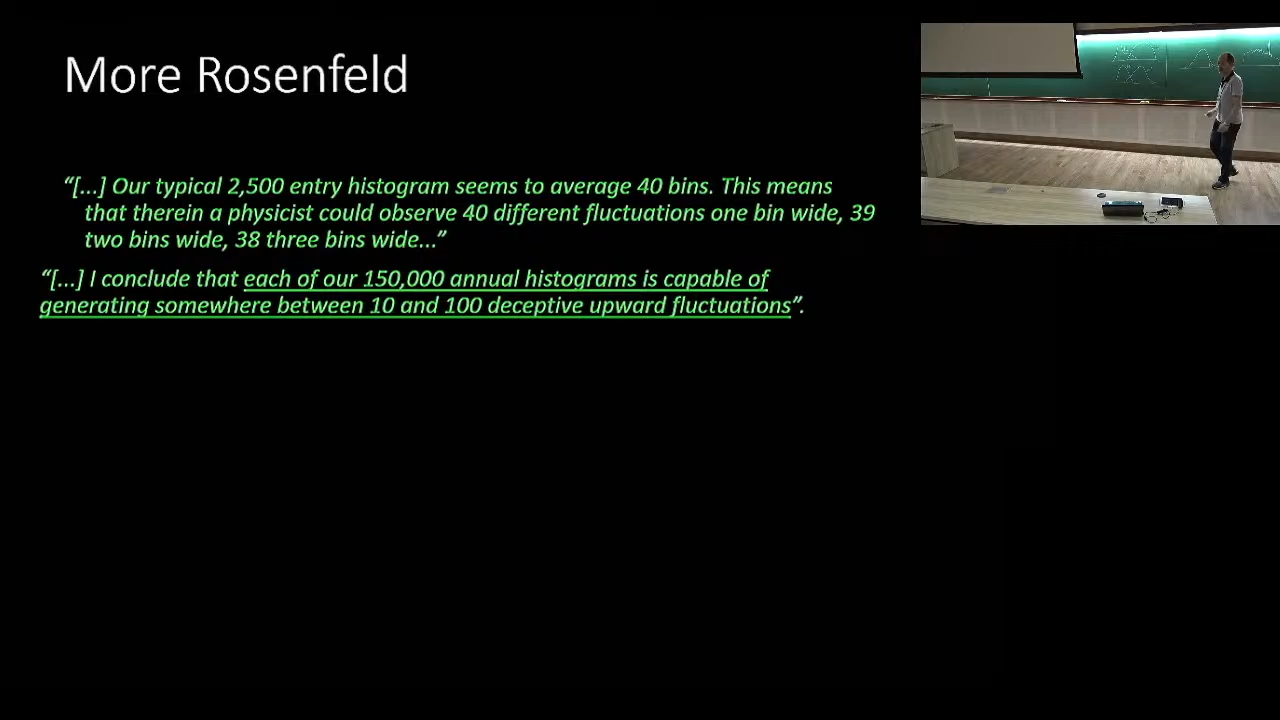 More Rosenfeld
“[...] Our typical 2,500 entry histogram seems to average 40 bins. This means
that therein a physicist could observe 40 different fluctuations one bin wide, 39
two bins wide, 38 three bins wide...”
“[...] I conclude that each of our 150,000 annual histograms is capable of
generating somewhere between 10 and 100 deceptive upward fluctuations”.